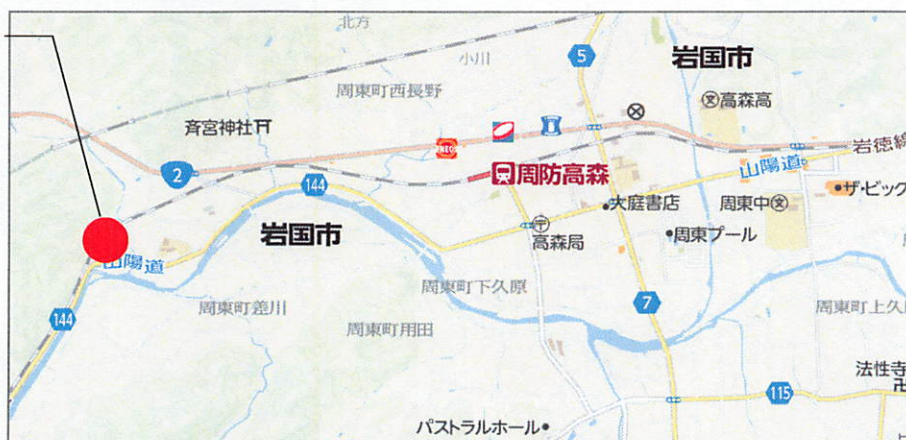 北方
小川
5
岩国市
周東町西長野
高森高
斉宮神社
ENEOS
2
岩徳線
山陽道
周防高森
144
ザ・ビッグ
大庭書店
周東中
岩国市
高森局
周東プール
山陽道
周東町下久原
周東町差川
7
周東町上久
144
周東町用田
法性寺
115
パストラルホール